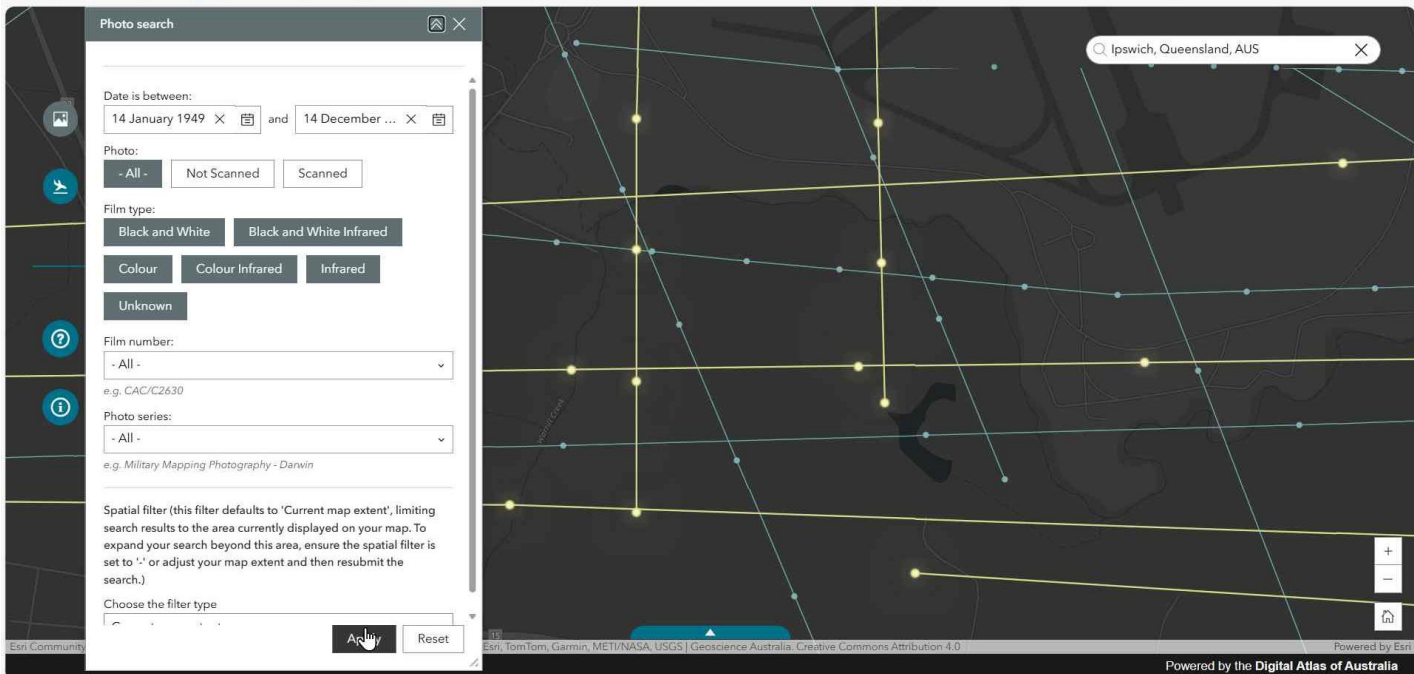 Photo search
Ipswich, Queensland, AUS
Date is between:
14 January 1949 and 14 December ...
Photo:
- All - Not Scanned Scanned
Film type:
Black and White Black and White Infrared
Colour Colour Infrared Infrared
Unknown
Film number:
- All -
e.g. CAC/C2630
Photo series:
- All -
e.g. Military Mapping Photography - Darwin
Spatial filter (this filter defaults to 'Current map extent', limiting
search results to the area currently displayed on your map. To
expand your search beyond this area, ensure the spatial filter is
set to '-' or adjust your map extent and then resubmit the
search.)
Choose the filter type
Apply Reset
15
Esri Community
Esri, TomTom, Garmin, METI/NASA, USGS | Geoscience Australia. Creative Commons Attribution 4.0
Powered by Esri
Powered by the Digital Atlas of Australia